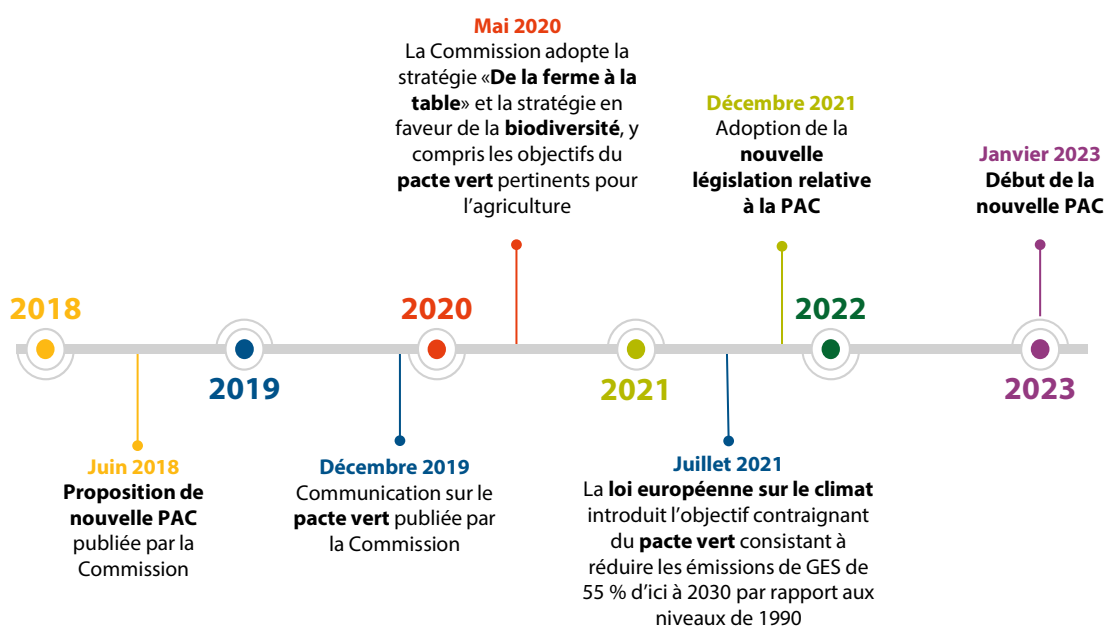 Mai 2020
La Commission adopte la
stratégie «De la ferme à la
table» et la stratégie en
faveur de la biodiversité, y
compris les objectifs du
pacte vert pertinents pour
l'agriculture
Décembre 2021
Adoption de la
nouvelle
législation relative
à la PAC
Janvier 2023
Début de la
nouvelle PAC
2018
2019
2020
2021
2022
2023
Juin 2018
Proposition de
nouvelle PAC
publiée par la
Commission
Décembre 2019
Communication sur le
pacte vert publiée par
la Commission
Juillet 2021
La loi européenne sur le climat
introduit l'objectif contraignant
du pacte vert consistant à
réduire les émissions de GES de
55 % d'ici à 2030 par rapport aux
niveaux de 1990